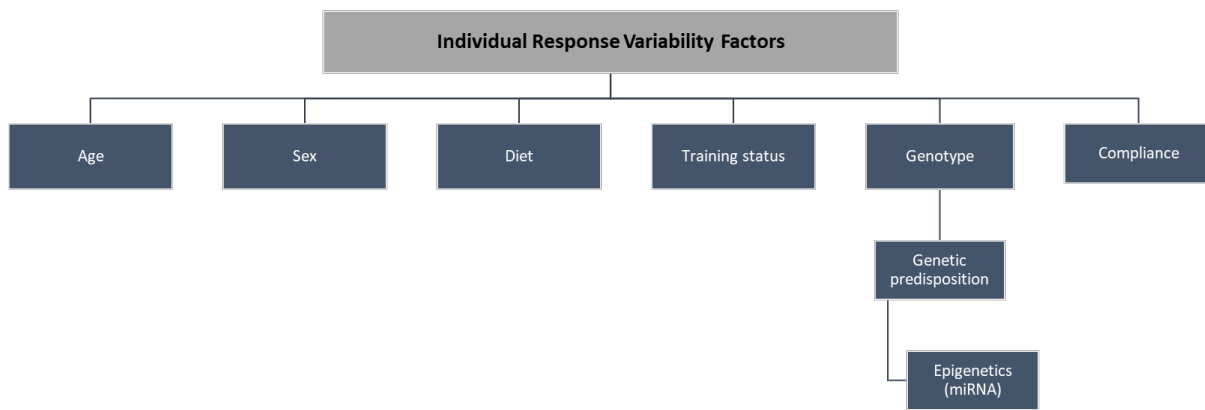 Individual Response Variability Factors
Age
Sex
Diet
Training status
Genotype
Compliance
Genetic
predisposition
Epigenetics
(miRNA)